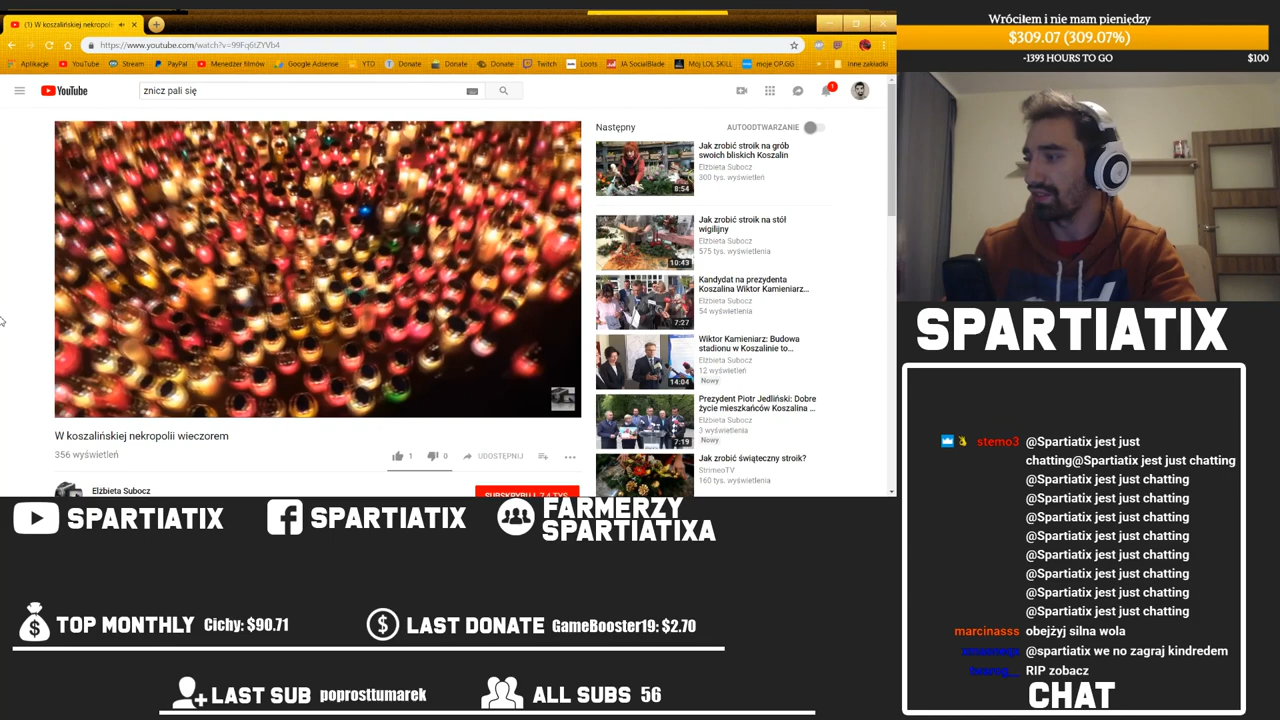 (1) W koszalińskiej nekropoli
https://www.youtube.com/watch?v=99Fq6tZYVb4
Aplikacje
YouTube
Stream
PayPal
Menedżer filmów
Google Adsense
YTD
Donate
Donate
Donate
Twitch
Loots
JA SocialBlade
Mój LOL SKILL
moje OP.GG
Inne zakładki
YouTube
znicz pali się
1
Następny
AUTOODTWARZANIE
Jak zrobić stroik na grób
swoich bliskich Koszalin
Elżbieta Subocz
300 tys. wyświetleń
8:54
Jak zrobić stroik na stół
wigilijny
Elżbieta Subocz
575 tys. wyświetlenia
10:43
Kandydat na prezydenta
Koszalina Wiktor Kamieniarz...
Elżbieta Subocz
54 wyświetlenia
7:27
Wiktor Kamieniarz: Budowa
stadionu w Koszalinie to...
Elżbieta Subocz
12 wyświetleń
Nowy
14:04
Prezydent Piotr Jedliński: Dobre
życie mieszkańców Koszalina ...
Elżbieta Subocz
3 wyświetlenia
Nowy
7:19
Jak zrobić świąteczny stroik?
StrimeoTV
160 tys. wyświetlenia
W koszalińskiej nekropolii wieczorem
356 wyświetleń
1
0
UDOSTĘPNIJ
Elżbieta Subocz
SUBSKRYBUJ 7,4 TYS.
Wróciłem i nie mam pieniędzy
$309.07 (309.07%)
-1393 HOURS TO GO
$100
SPARTIATIX
stemo3 @Spartiatix jest just
chatting@Spartiatix jest just chatting
@Spartiatix jest just chatting
@Spartiatix jest just chatting
@Spartiatix jest just chatting
@Spartiatix jest just chatting
@Spartiatix jest just chatting
@Spartiatix jest just chatting
@Spartiatix jest just chatting
@Spartiatix jest just chatting
marcinasss obejżyj silna wola
@spartiatix we no zagraj kindredem
RIP zobacz
CHAT
SPARTIATIX
SPARTIATIX
FARMERZY
SPARTIATIXA
TOP MONTHLY Cichy: $90.71
LAST DONATE GameBooster19: $2.70
LAST SUB poprosttumarek
ALL SUBS 56